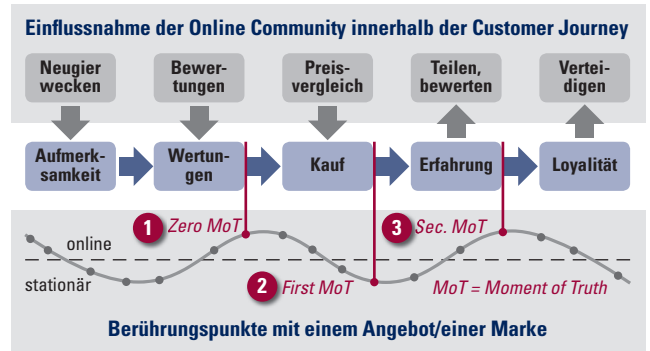 Einflussnahme der Online Community innerhalb der Customer Journey
Neugier
wecken
Bewer-
tungen
Preis-
vergleich
Teilen,
bewerten
Vertei-
digen
Aufmerk-
samkeit
Wertun-
gen
Kauf
Erfahrung
Loyalität
1 Zero MoT
3 Sec. MoT
online
stationär
2 First MoT
MoT = Moment of Truth
Berührungspunkte mit einem Angebot/einer Marke